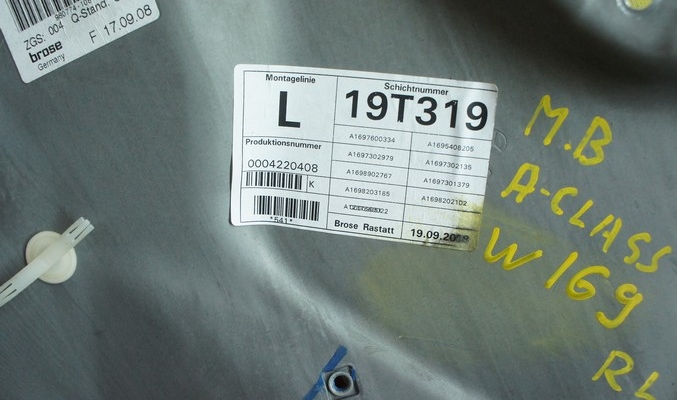 ZGS: 004 Q-Stand:
brose
Germany
F 17.09.08
Montagelinie
L
Schichtnummer
19T319
Produktionsnummer
0004220408
K
*541*
A1697600334 A1695408205
A1697302979 A1697302135
A1698902767 A1697301379
A1698203185 A1698202102
Brose Rastatt 19.09.
M.B
A-CLASS
W169
RL